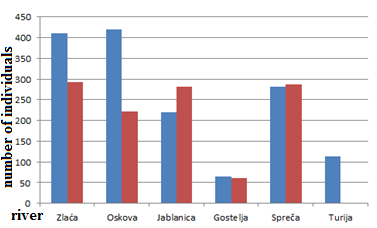 number of individuals
450
400
350
300
250
200
150
100
50
0
river
Zlaća
Oskova
Jablanica
Gostelja
Spreča
Turija